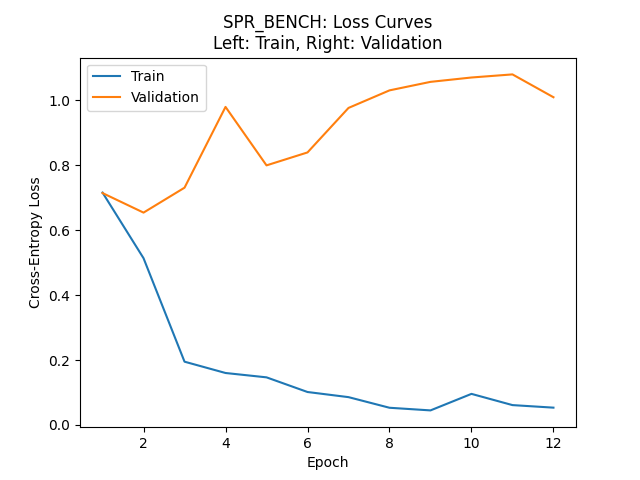 SPR_BENCH: Loss Curves
Left: Train, Right: Validation
Train
Validation
Cross-Entropy Loss
1.0
0.8
0.6
0.4
0.2
0.0
2 4 6 8 10 12
Epoch